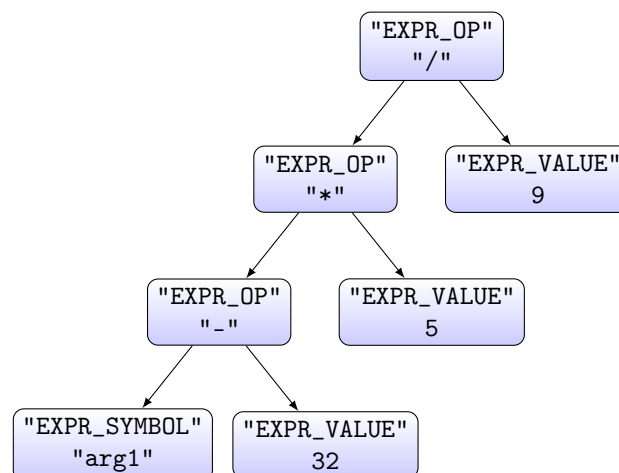 "EXPR_OP"
"/"
"EXPR_OP"
"*"
"EXPR_VALUE"
9
"EXPR_OP"
"-"
"EXPR_VALUE"
5
"EXPR_SYMBOL"
"arg1"
"EXPR_VALUE"
32